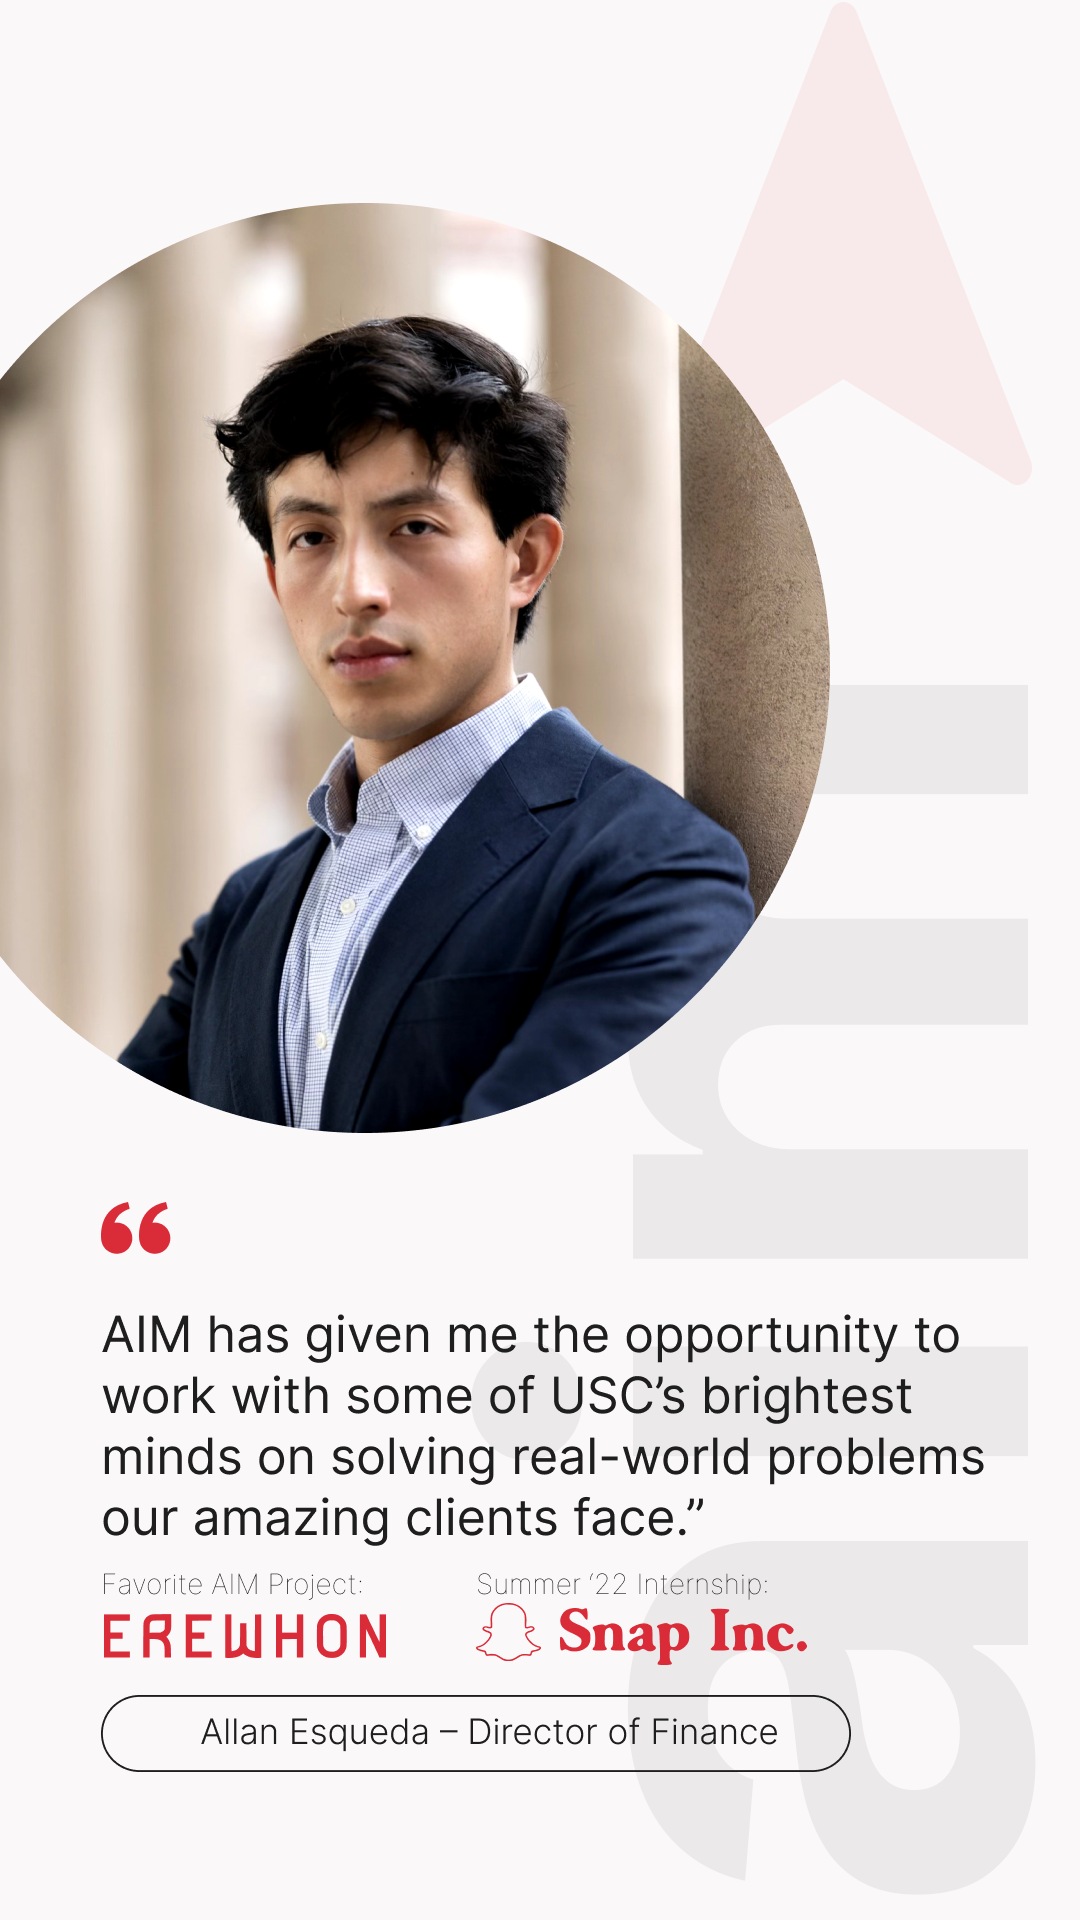 “
AIM has given me the opportunity to
work with some of USC’s brightest
minds on solving real-world problems
our amazing clients face.”
Favorite AIM Project:
EREWHON
Summer ‘22 Internship:
Snap Inc.
Allan Esqueda – Director of Finance
aim